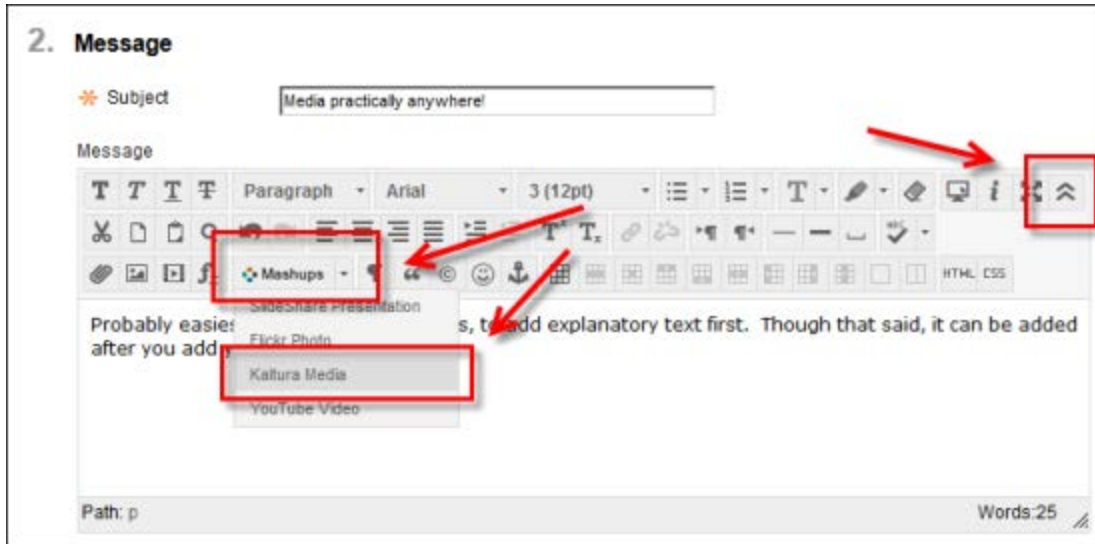 2. Message
Subject
Media practically anywhere!
Message
T T T T Paragraph Arial 3 (12pt) T i
T Tx
Mashups HTML CSS
SlideShare Presentation
Probably s, to add explanatory text first. Though that said, it can be added
Flickr Photo
after you add
Kaltura Media
YouTube Video
Path: p Words:25